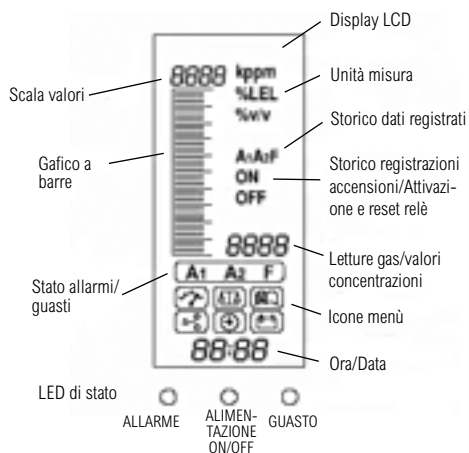 Display LCD
8888 kppm
%LEL
%v/v
Unità misura
Scala valori
Storico dati registrati
Gafico a
barre
A1A2F
ON
OFF
Storico registrazioni
accensioni/Attivazi-
one e reset relè
8888
Letture gas/valori
concentrazioni
Stato allarmi/
guasti
A1 A2 F
Icone menù
88:88
Ora/Data
LED di stato
ALLARME
ALIMEN-
TAZIONE
ON/OFF
GUASTO